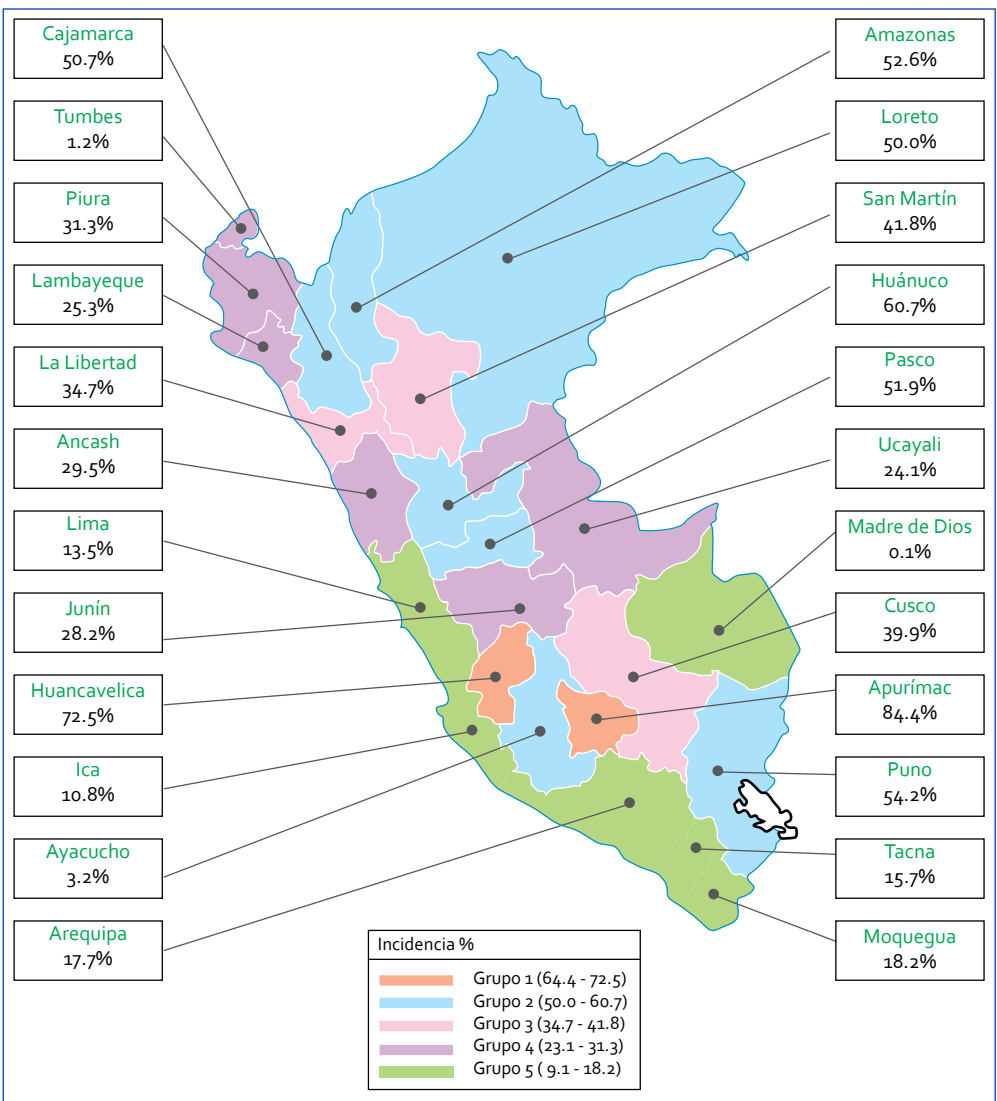 Cajamarca
50.7%
Tumbes
1.2%
Piura
31.3%
Lambayeque
25.3%
La Libertad
34.7%
Ancash
29.5%
Lima
13.5%
Junín
28.2%
Huancavelica
72.5%
Ica
10.8%
Ayacucho
3.2%
Arequipa
17.7%
Amazonas
52.6%
Loreto
50.0%
San Martín
41.8%
Huánuco
60.7%
Pasco
51.9%
Ucayali
24.1%
Madre de Dios
0.1%
Cusco
39.9%
Apurímac
84.4%
Puno
54.2%
Tacna
15.7%
Moquegua
18.2%
Incidencia %
Grupo 1 (64.4 - 72.5)
Grupo 2 (50.0 - 60.7)
Grupo 3 (34.7 - 41.8)
Grupo 4 (23.1 - 31.3)
Grupo 5 ( 9.1 - 18.2)